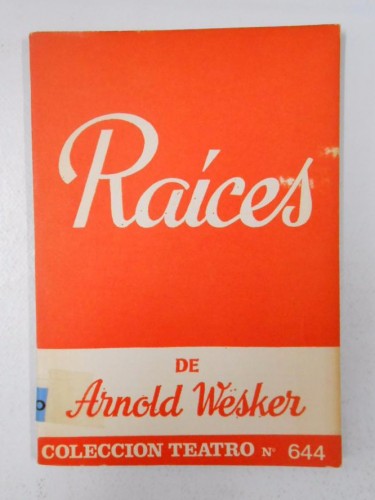 Raíces
DE
Arnold Wesker
COLECCION TEATRO Nº 644